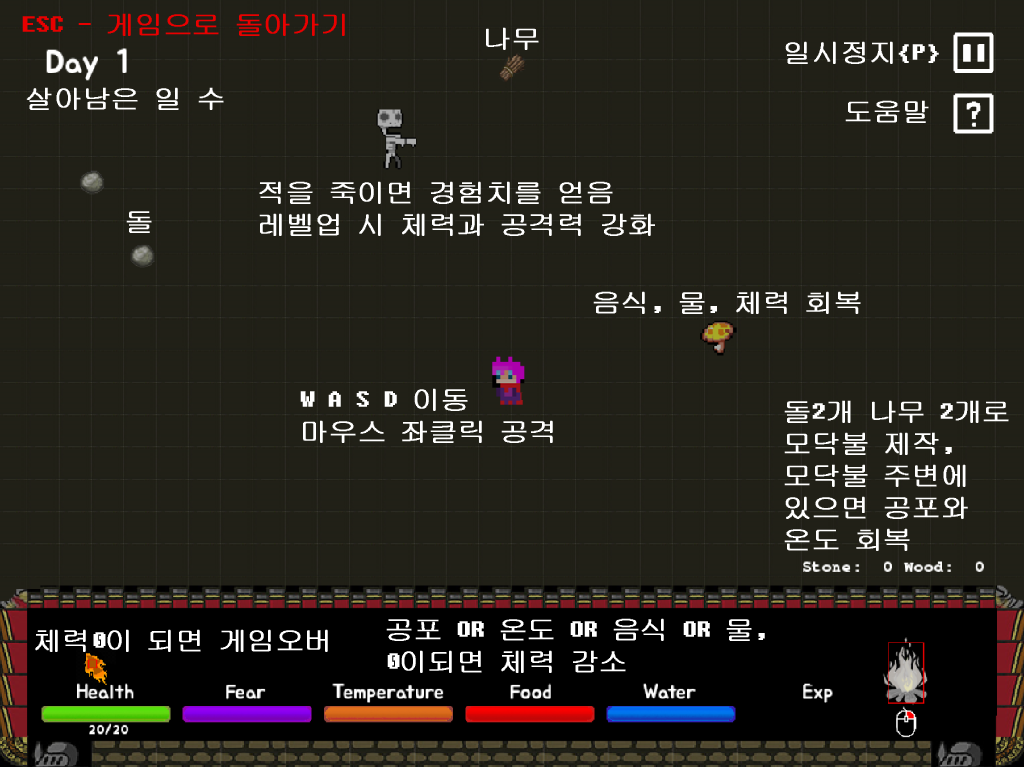 ESC - 게임으로 돌아가기
Day 1
살아남은 일 수
나무
일시정지{P}
도움말
?
돌
적을 죽이면 경험치를 얻음
레벨업 시 체력과 공격력 강화
음식, 물, 체력 회복
W A S D 이동
마우스 좌클릭 공격
돌2개 나무 2개로
모닥불 제작,
모닥불 주변에
있으면 공포와
온도 회복
Stone: 0 Wood: 0
체력0이 되면 게임오버
공포 OR 온도 OR 음식 OR 물,
0이되면 체력 감소
Health Fear Temperature Food Water Exp
20/20